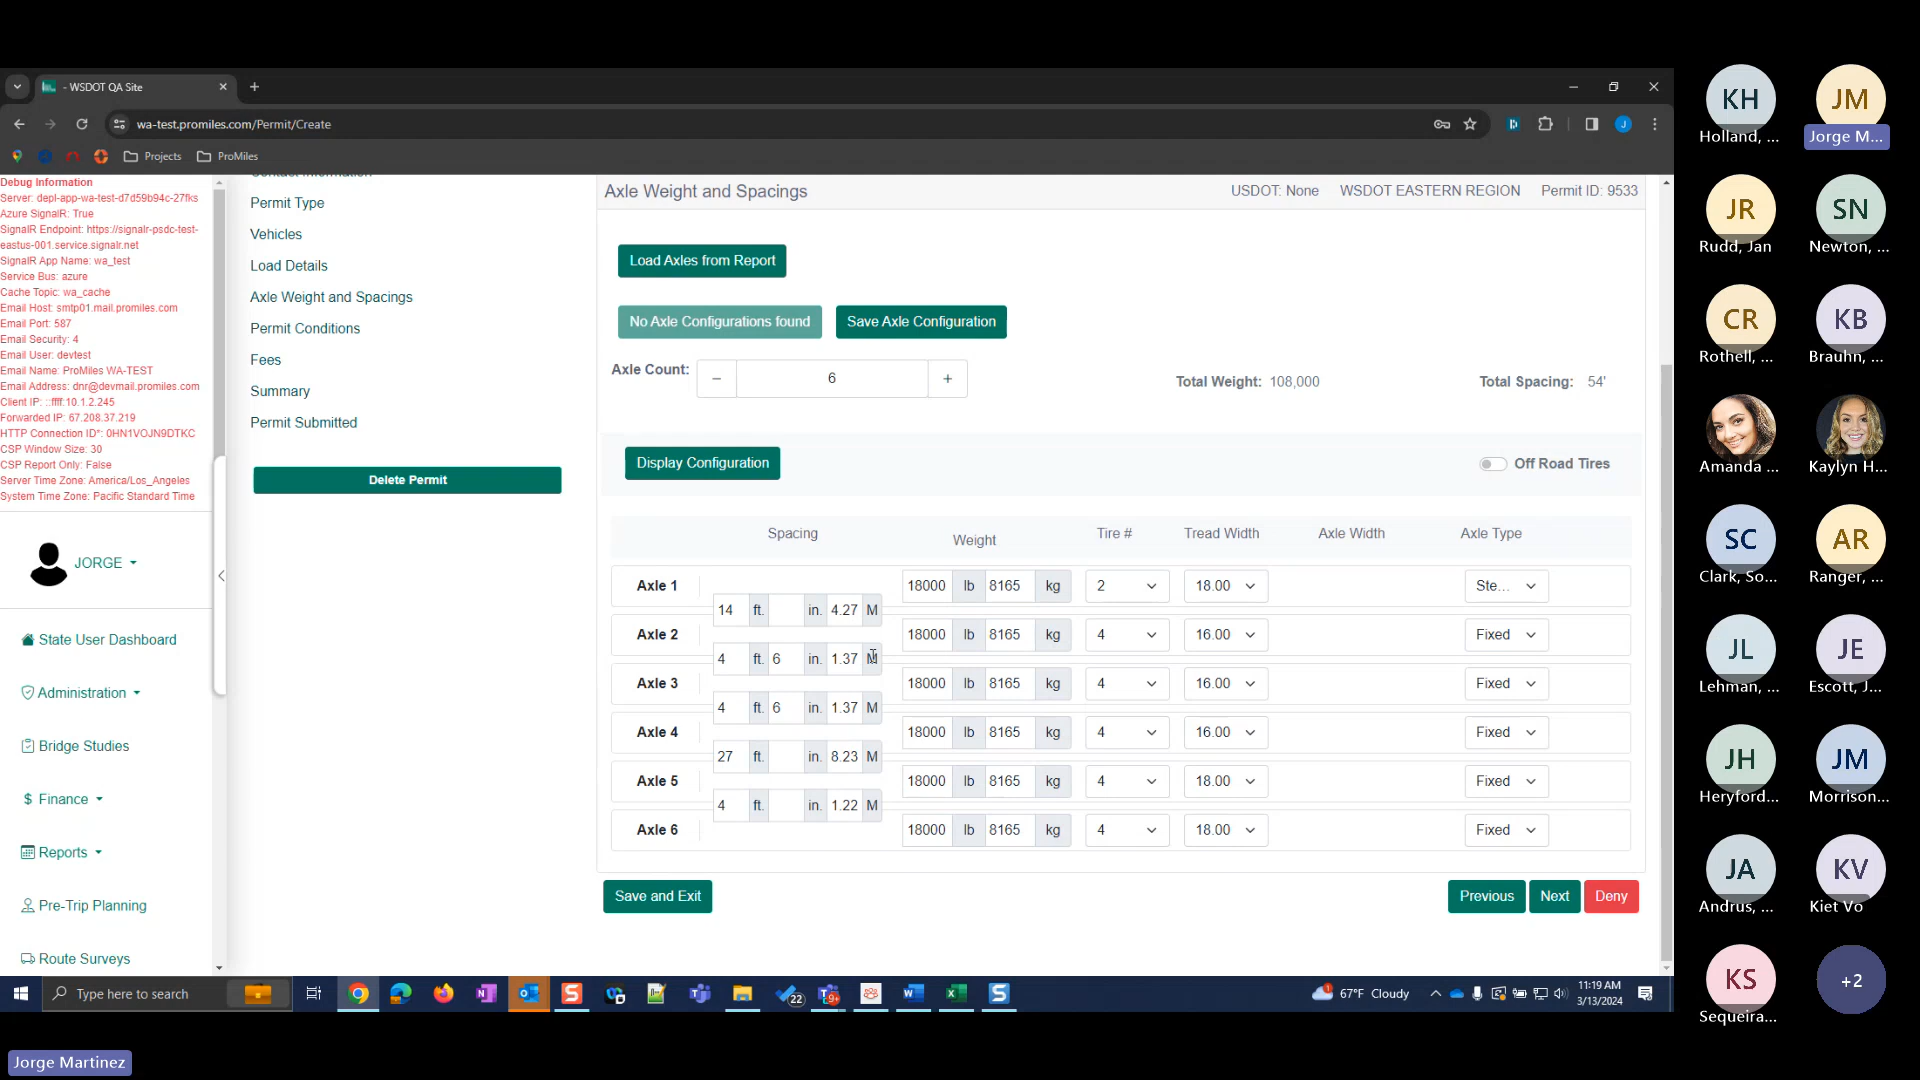 - WSDOT QA Site
wa-test.promiles.com/Permit/Create
Projects
ProMiles
Debug Information
Server: depl-app-wa-test-d7d59b94c-27fks
Azure SignalR: True
SignalR Endpoint: https://signalr-psdc-test-
eastus-001.service.signalr.net
SignalR App Name: wa_test
Service Bus: azure
Cache Topic: wa_cache
Email Host: smtp01.mail.promiles.com
Email Port: 587
Email Security: 4
Email User: devtest
Email Name: ProMiles WA-TEST
Email Address: dnr@devmail.promiles.com
Client IP: ::ffff:10.1.2.245
Forwarded IP: 67.208.37.219
HTTP Connection ID*: 0HN1VOJN9DTKC
CSP Window Size: 30
CSP Report Only: False
Server Time Zone: America/Los_Angeles
System Time Zone: Pacific Standard Time
JORGE
State User Dashboard
Administration
Bridge Studies
$ Finance
Reports
Pre-Trip Planning
Route Surveys
Permit Type
Vehicles
Load Details
Axle Weight and Spacings
Permit Conditions
Fees
Summary
Permit Submitted
Delete Permit
Axle Weight and Spacings
USDOT: None WSDOT EASTERN REGION Permit ID: 9533
Load Axles from Report
No Axle Configurations found Save Axle Configuration
Axle Count: − 6 + Total Weight: 108,000 Total Spacing: 54'
Display Configuration Off Road Tires
Spacing Weight Tire # Tread Width Axle Width Axle Type
Axle 1 18000 lb 8165 kg 2 18.00 Ste...
14 ft. in. 4.27 M
Axle 2 18000 lb 8165 kg 4 16.00 Fixed
4 ft. 6 in. 1.37 M
Axle 3 18000 lb 8165 kg 4 16.00 Fixed
4 ft. 6 in. 1.37 M
Axle 4 18000 lb 8165 kg 4 16.00 Fixed
27 ft. in. 8.23 M
Axle 5 18000 lb 8165 kg 4 18.00 Fixed
4 ft. in. 1.22 M
Axle 6 18000 lb 8165 kg 4 18.00 Fixed
Save and Exit Previous Next Deny
Type here to search
22
9+
67°F Cloudy
11:19 AM
3/13/2024
KH JM
Holland, ... Jorge M...
JR SN
Rudd, Jan Newton, ...
CR KB
Rothell, ... Brauhn, ...
Amanda ... Kaylyn H...
SC AR
Clark, So... Ranger, ...
JL JE
Lehman, ... Escott, J...
JH JM
Heryford... Morrison...
JA KV
Andrus, ... Kiet Vo
KS +2
Sequeira...
Jorge Martinez